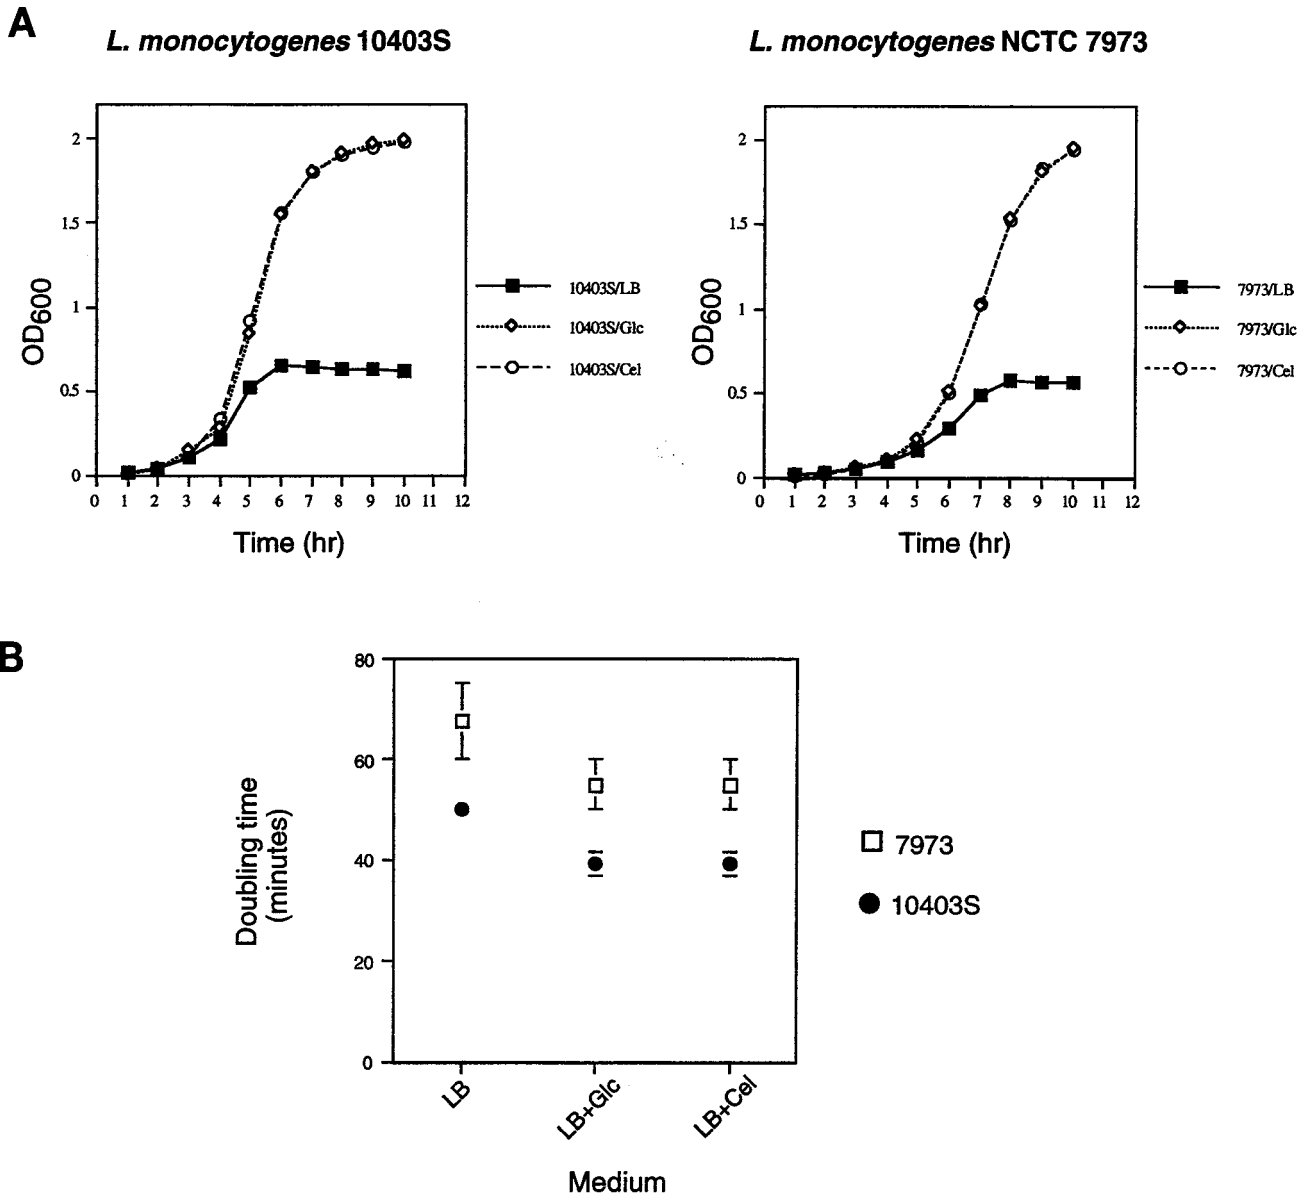 A
L. monocytogenes 10403S
L. monocytogenes NCTC 7973
2
1.5
1
0.5
0
OD600
0 1 2 3 4 5 6 7 8 9 10 11 12
Time (hr)
10403S/LB
10403S/Glc
10403S/Cel
2
1.5
1
0.5
0
OD600
0 1 2 3 4 5 6 7 8 9 10 11 12
Time (hr)
7973/LB
7973/Glc
7973/Cel
B
80
60
40
20
0
Doubling time
(minutes)
LB
LB+Glc
LB+Cel
Medium
7973
10403S